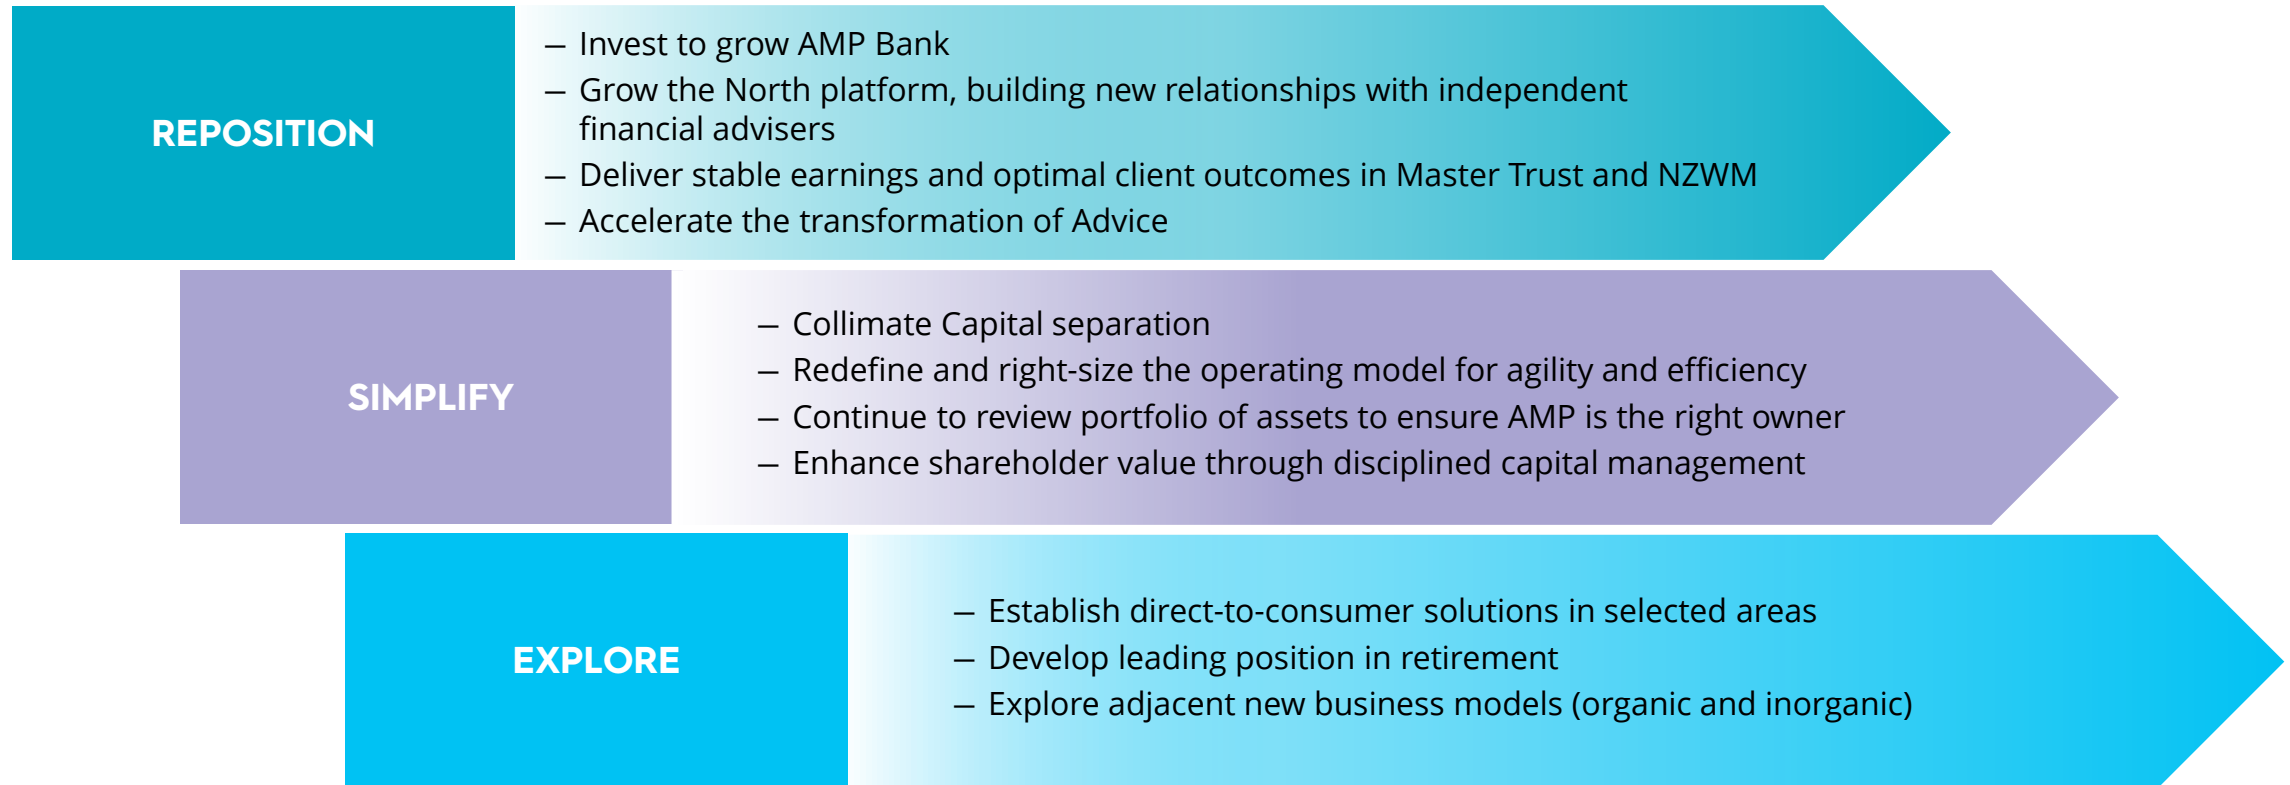 REPOSITION
– Invest to grow AMP Bank
– Grow the North platform, building new relationships with independent
financial advisers
– Deliver stable earnings and optimal client outcomes in Master Trust and NZWM
– Accelerate the transformation of Advice
SIMPLIFY
– Collimate Capital separation
– Redefine and right-size the operating model for agility and efficiency
– Continue to review portfolio of assets to ensure AMP is the right owner
– Enhance shareholder value through disciplined capital management
EXPLORE
– Establish direct-to-consumer solutions in selected areas
– Develop leading position in retirement
– Explore adjacent new business models (organic and inorganic)